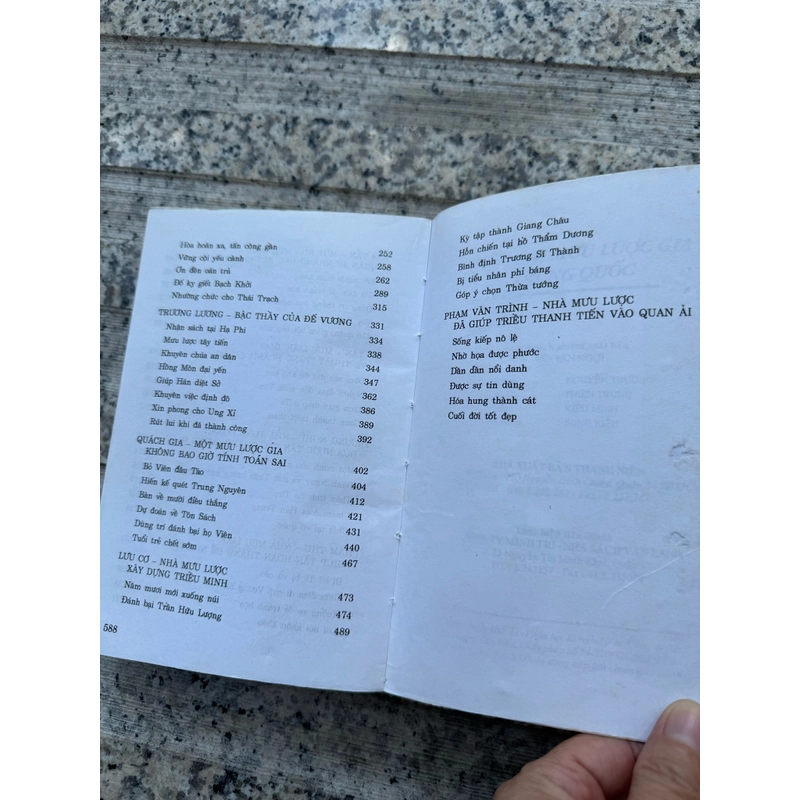 Hòa hoãn xa, tấn công gần 252
Vững cội yếu cành 258
Ơn đền oán trả 262
Đố kỵ giết Bạch Khởi 289
Nhường chức cho Thái Trạch 315
TRƯƠNG LƯƠNG – BẬC THẦY CỦA ĐẾ VƯƠNG 331
Nhận sách tại Hạ Phi 334
Mưu lược tây tiến 338
Khuyên chúa an dân 344
Hồng Môn đại yến 347
Giúp Hán diệt Sở 362
Khuyên việc định đô 386
Xin phong cho Ung Xỉ 389
Rút lui khi đã thành công 392
QUÁCH GIA – MỘT MƯU LƯỢC GIA
KHÔNG BAO GIỜ TÍNH TOÁN SAI 402
Bỏ Viên đầu Tào 404
Hiến kế quét Trung Nguyên 412
Bàn về mười điều thắng 421
Dự đoán về Tôn Sách 431
Dùng trí đánh bại họ Viên 440
Tuổi trẻ chết sớm 467
LƯU CƠ – NHÀ MƯU LƯỢC
XÂY DỰNG TRIỀU MINH 473
Năm mươi mới xuống núi 474
Đánh bại Trần Hữu Lượng 489
588
Kỳ tập thành Giang Châu
Hỗn chiến tại hồ Thẩm Dương
Bình định Trương Sĩ Thành
Bị tiểu nhân phỉ báng
Góp ý chọn Thừa tướng
PHẠM VĂN TRÌNH – NHÀ MƯU LƯỢC
ĐÃ GIÚP TRIỀU THANH TIẾN VÀO QUAN ẢI
Sống kiếp nô lệ
Nhờ họa được phước
Dần dần nổi danh
Được sự tin dùng
Hóa hung thành cát
Cuối đời tốt đẹp